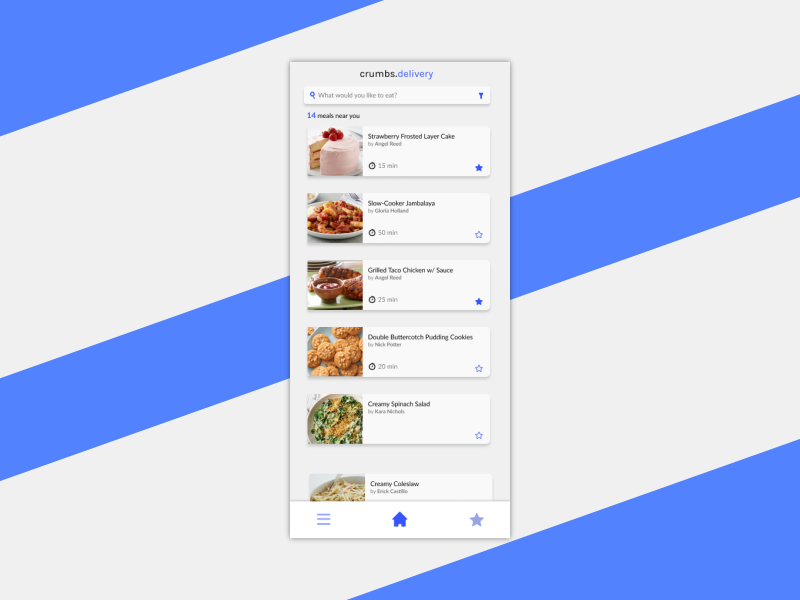 crumbs.delivery
What would you like to eat?
14 meals near you
Strawberry Frosted Layer Cake
by Angel Reed
15 min
Slow-Cooker Jambalaya
by Gloria Holland
50 min
Grilled Taco Chicken w/ Sauce
by Angel Reed
25 min
Double Buttercotch Pudding Cookies
by Nick Potter
20 min
Creamy Spinach Salad
by Kara Nichols
Creamy Coleslaw
by Erick Castillo